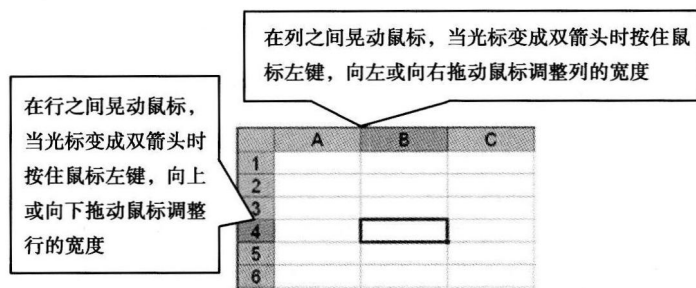 在列之间晃动鼠标，当光标变成双箭头时按住鼠
标左键，向左或向右拖动鼠标调整列的宽度
在行之间晃动鼠标，
当光标变成双箭头时
按住鼠标左键，向上
或向下拖动鼠标调整
行的宽度
A B C
1
2
3
4
5
6